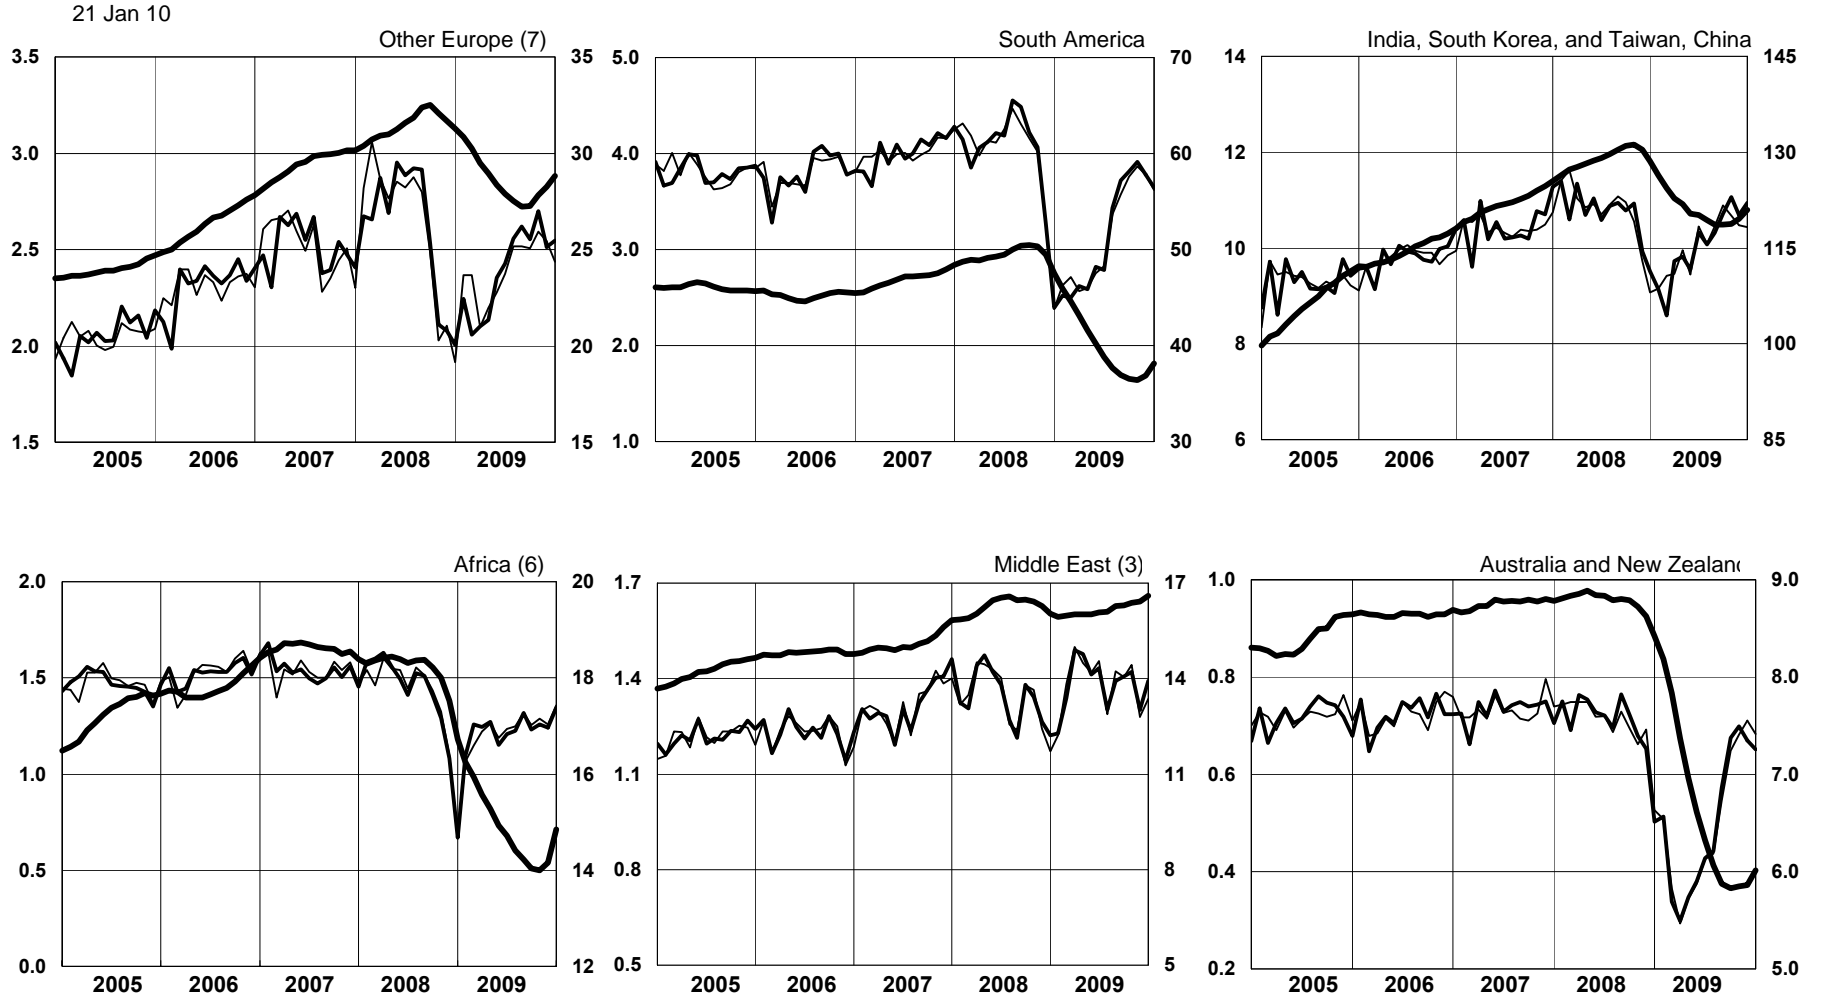 21 Jan 10
Other Europe (7)
South America
India, South Korea, and Taiwan, China
3.5 35 5.0 70 14 145
3.0 30 4.0 60 12 130
2.5 25 3.0 50 10 115
2.0 20 2.0 40 8 100
1.5 15 1.0 30 6 85
2005 2006 2007 2008 2009
2005 2006 2007 2008 2009
2005 2006 2007 2008 2009
Africa (6)
Middle East (3)
Australia and New Zealand
2.0 20 1.7 17 1.0 9.0
1.5 18 1.4 14 0.8 8.0
1.0 16 1.1 11 0.6 7.0
0.5 14 0.8 8 0.4 6.0
0.0 12 0.5 5 0.2 5.0
2005 2006 2007 2008 2009
2005 2006 2007 2008 2009
2005 2006 2007 2008 2009